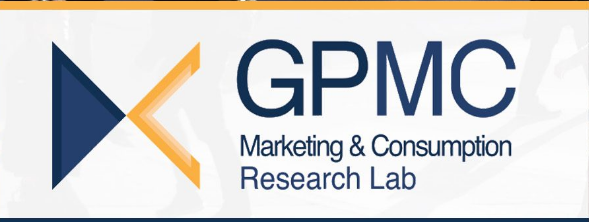 GPMC
Marketing & Consumption
Research Lab